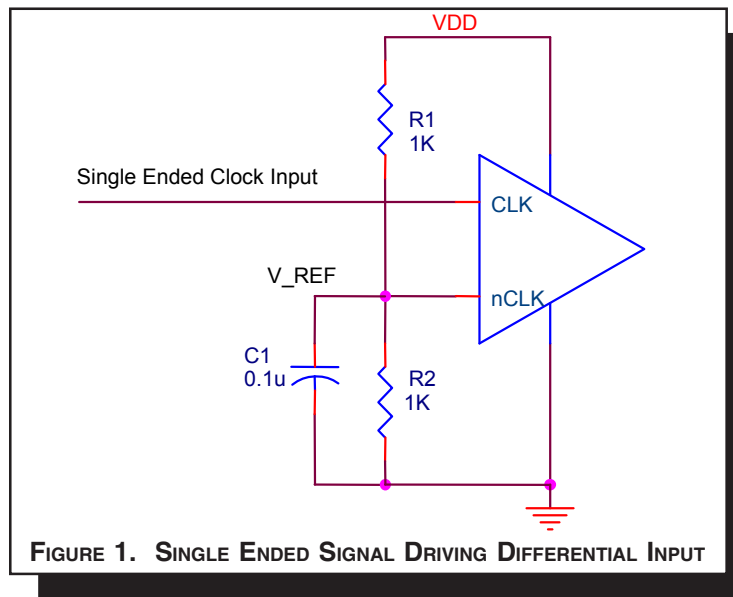 VDD
R1
1K
Single Ended Clock Input
CLK
V_REF
nCLK
C1
0.1u
R2
1K
FIGURE 1. SINGLE ENDED SIGNAL DRIVING DIFFERENTIAL INPUT